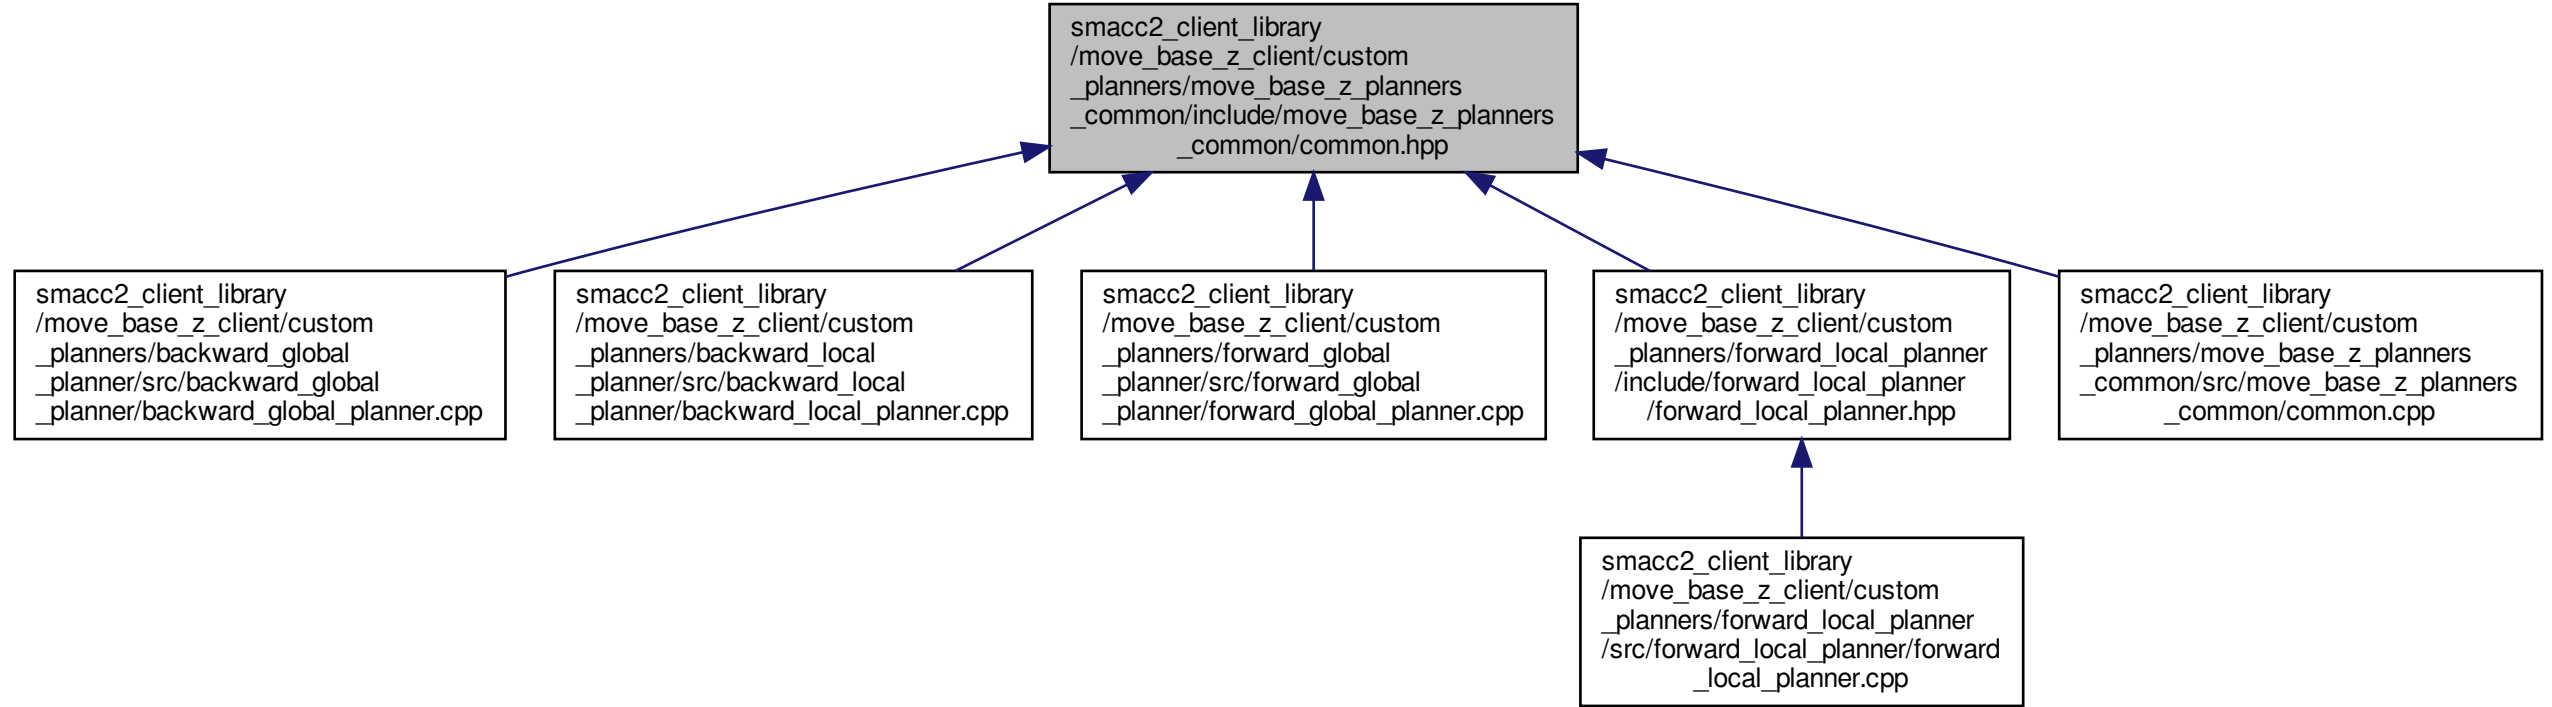 smacc2_client_library
/move_base_z_client/custom
_planners/move_base_z_planners
_common/include/move_base_z_planners
_common/common.hpp
smacc2_client_library
/move_base_z_client/custom
_planners/backward_global
_planner/src/backward_global
_planner/backward_global_planner.cpp
smacc2_client_library
/move_base_z_client/custom
_planners/backward_local
_planner/src/backward_local
_planner/backward_local_planner.cpp
smacc2_client_library
/move_base_z_client/custom
_planners/forward_global
_planner/src/forward_global
_planner/forward_global_planner.cpp
smacc2_client_library
/move_base_z_client/custom
_planners/forward_local_planner
/include/forward_local_planner
/forward_local_planner.hpp
smacc2_client_library
/move_base_z_client/custom
_planners/move_base_z_planners
_common/src/move_base_z_planners
_common/common.cpp
smacc2_client_library
/move_base_z_client/custom
_planners/forward_local_planner
/src/forward_local_planner/forward
_local_planner.cpp